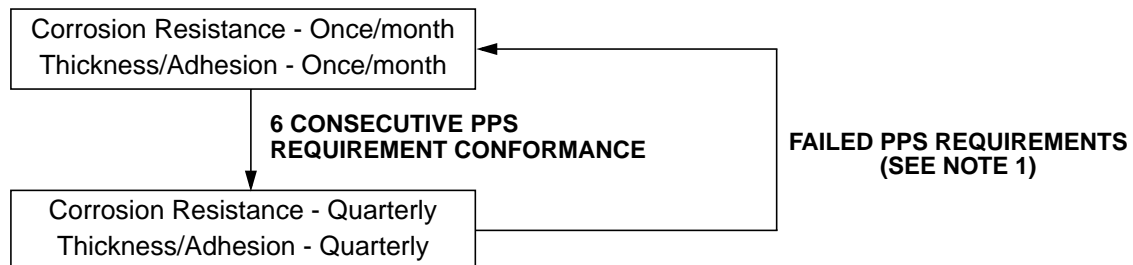 Corrosion Resistance - Once/month
Thickness/Adhesion - Once/month
6 CONSECUTIVE PPS
REQUIREMENT CONFORMANCE
FAILED PPS REQUIREMENTS
(SEE NOTE 1)
Corrosion Resistance - Quarterly
Thickness/Adhesion - Quarterly